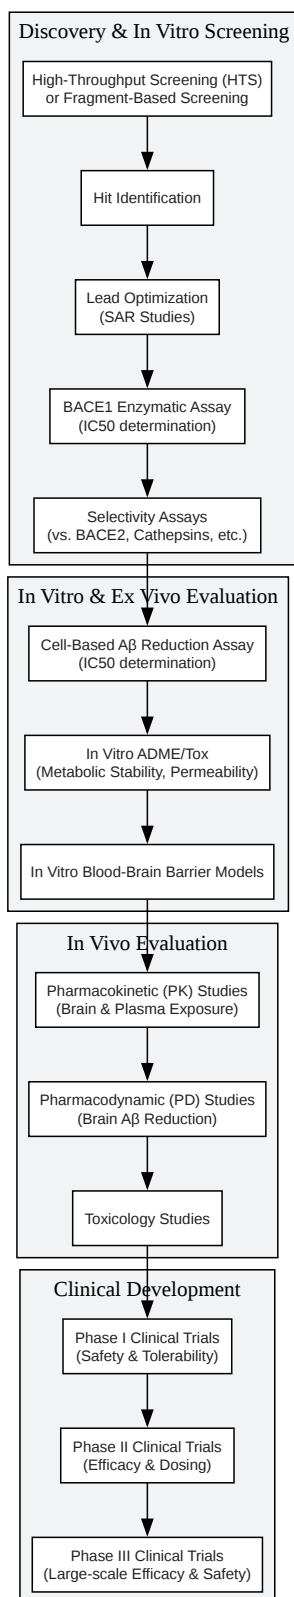 Discovery & In Vitro Screening
High-Throughput Screening (HTS)
or Fragment-Based Screening
Hit Identification
Lead Optimization
(SAR Studies)
BACE1 Enzymatic Assay
(IC50 determination)
Selectivity Assays
(vs. BACE2, Cathepsins, etc.)
In Vitro & Ex Vivo Evaluation
Cell-Based Aβ Reduction Assay
(IC50 determination)
In Vitro ADME/Tox
(Metabolic Stability, Permeability)
In Vitro Blood-Brain Barrier Models
In Vivo Evaluation
Pharmacokinetic (PK) Studies
(Brain & Plasma Exposure)
Pharmacodynamic (PD) Studies
(Brain Aβ Reduction)
Toxicology Studies
Clinical Development
Phase I Clinical Trials
(Safety & Tolerability)
Phase II Clinical Trials
(Efficacy & Dosing)
Phase III Clinical Trials
(Large-scale Efficacy & Safety)